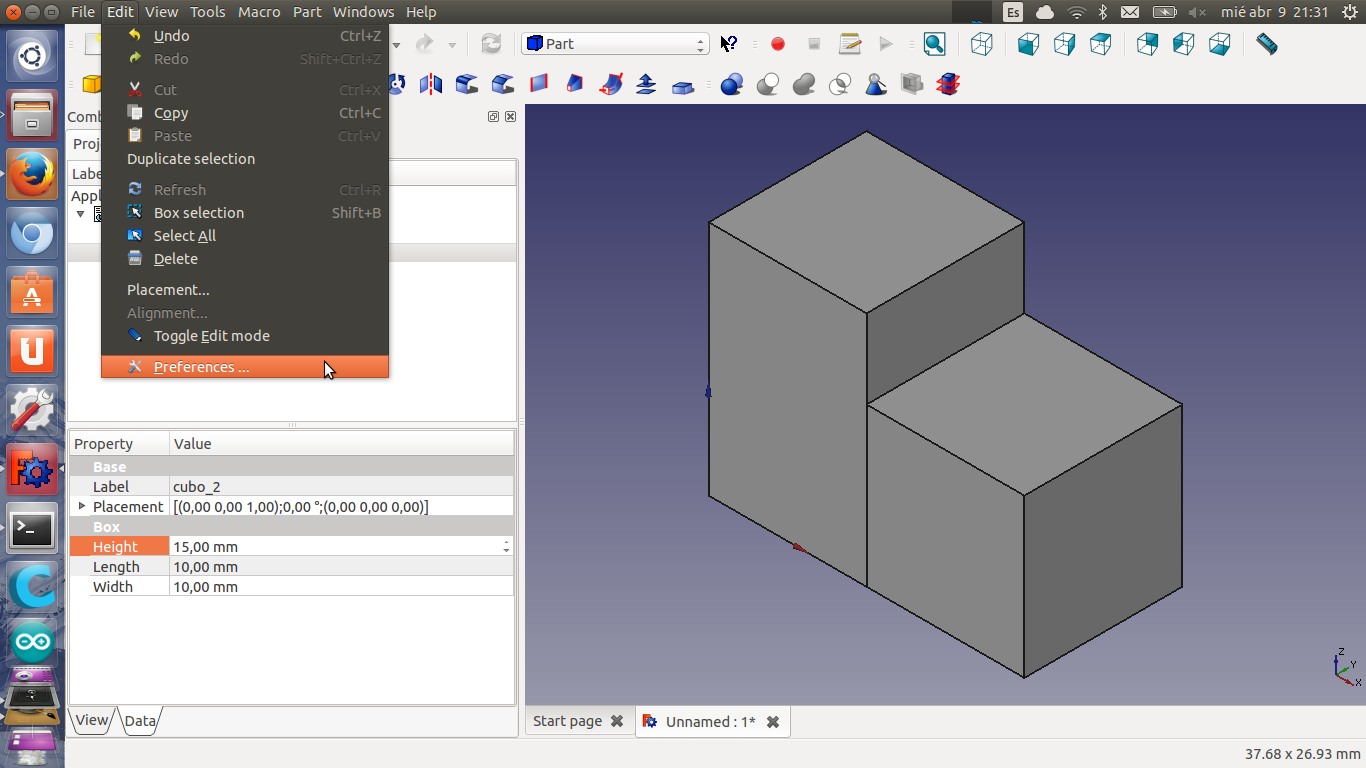 File Edit View Tools Macro Part Windows Help Es mié abr 9 21:31
Undo Ctrl+Z
Redo Shift+Ctrl+Z
Cut Ctrl+X
Copy Ctrl+C
Paste Ctrl+V
Duplicate selection
Refresh Ctrl+R
Box selection Shift+B
Select All
Delete
Placement...
Alignment...
Toggle Edit mode
Preferences ...
Part
Property Value
Base
Label cubo_2
Placement [(0,00 0,00 1,00);0,00 °;(0,00 0,00 0,00)]
Box
Height 15,00 mm
Length 10,00 mm
Width 10,00 mm
View Data
Z
Y
X
Start page Unnamed : 1*
37.68 x 26.93 mm